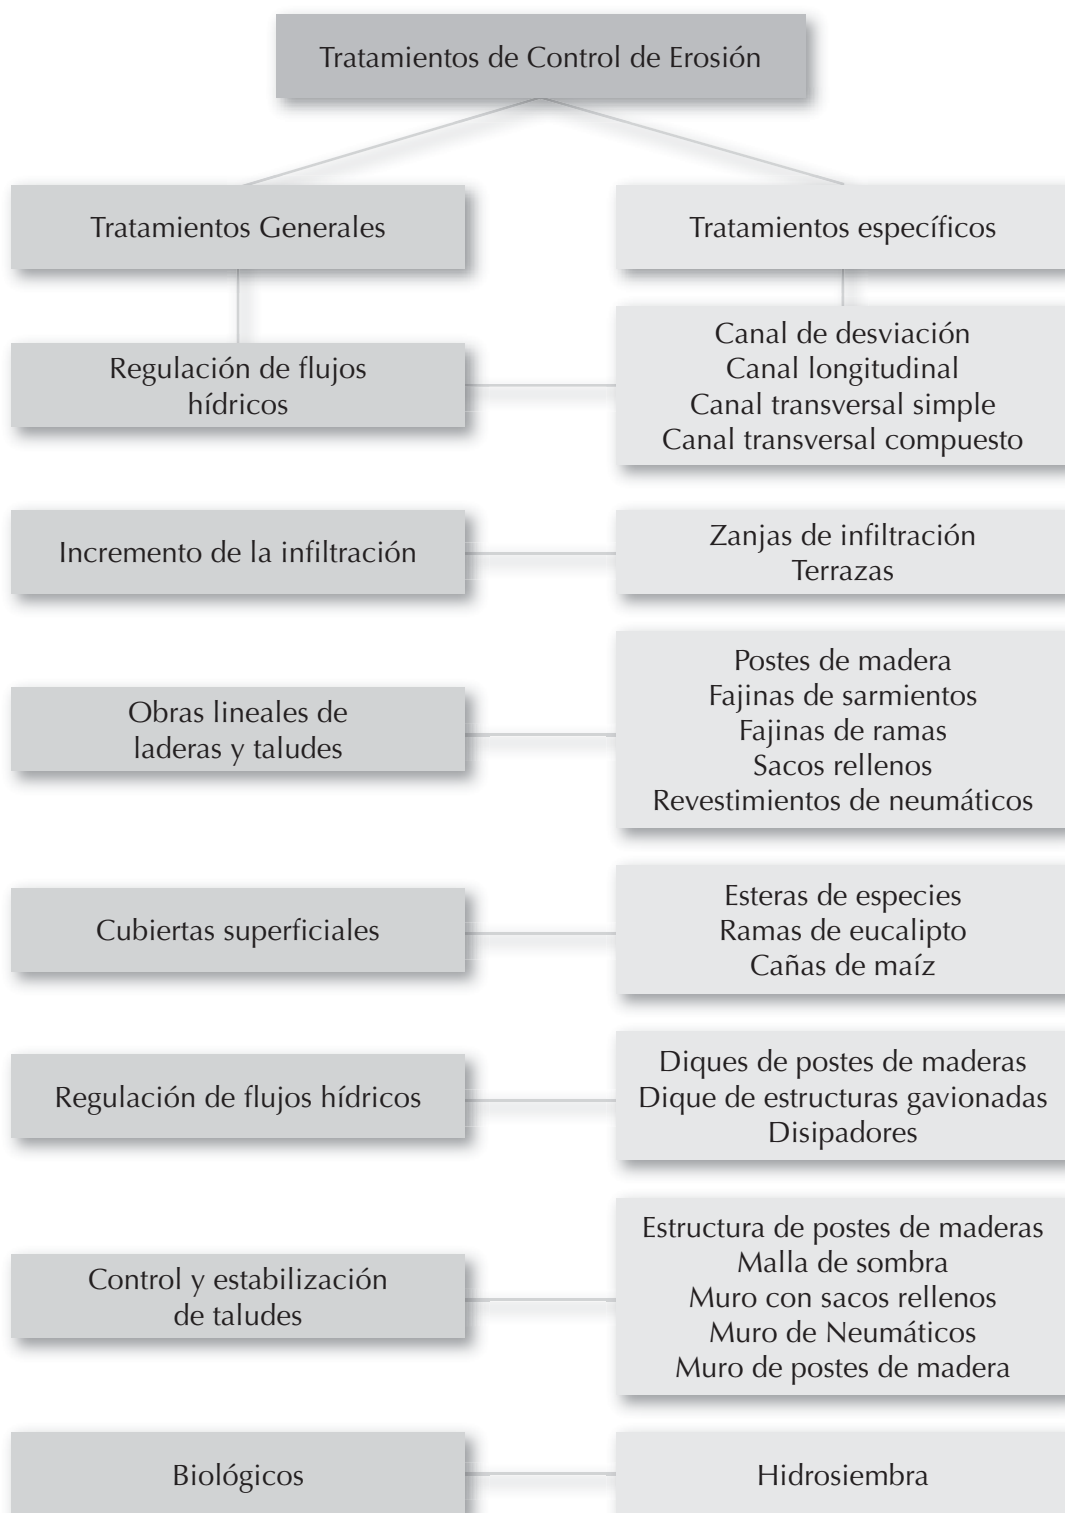 Tratamientos de Control de Erosión
Tratamientos Generales
Tratamientos específicos
Regulación de flujos
hídricos
Canal de desviación
Canal longitudinal
Canal transversal simple
Canal transversal compuesto
Incremento de la infiltración
Zanjas de infiltración
Terrazas
Obras lineales de
laderas y taludes
Postes de madera
Fajinas de sarmientos
Fajinas de ramas
Sacos rellenos
Revestimientos de neumáticos
Cubiertas superficiales
Esteras de especies
Ramas de eucalipto
Cañas de maíz
Regulación de flujos hídricos
Diques de postes de maderas
Dique de estructuras gavionadas
Disipadores
Control y estabilización
de taludes
Estructura de postes de maderas
Malla de sombra
Muro con sacos rellenos
Muro de Neumáticos
Muro de postes de madera
Biológicos
Hidrosiembra